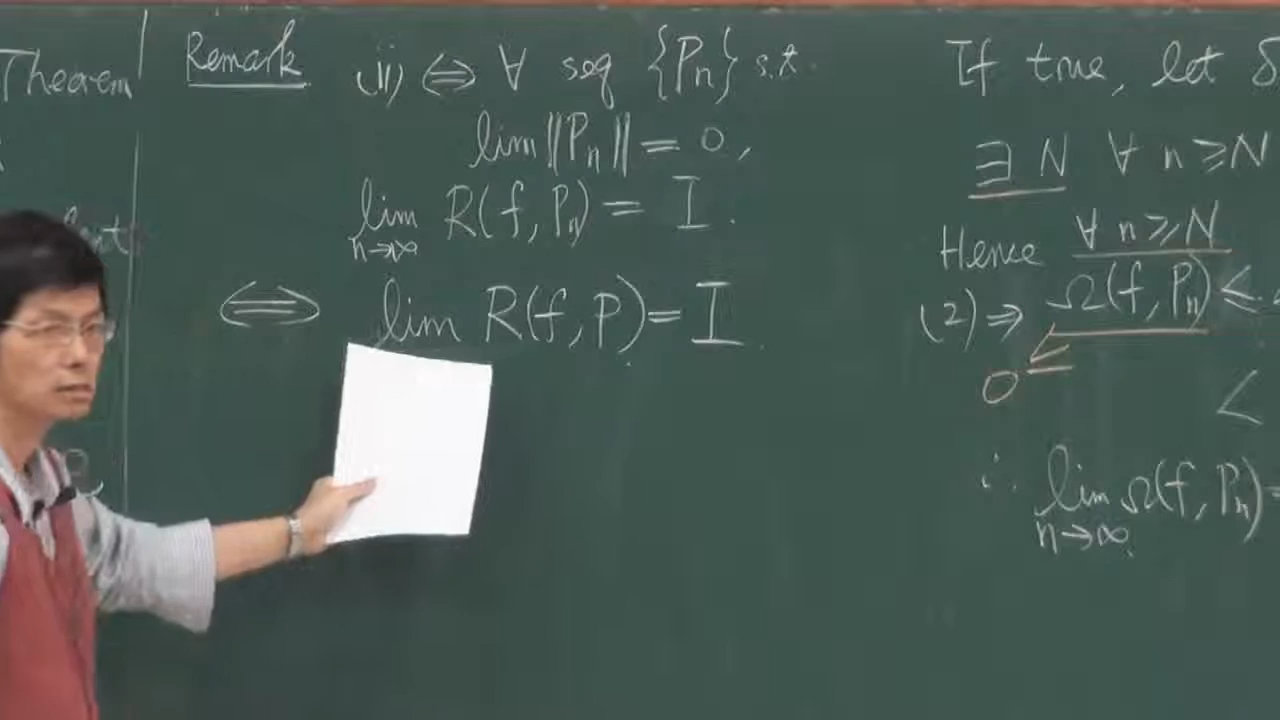 Theorem
Remark (ii) ⇔ ∀ seq {Pₙ} s.t.
lim ||Pₙ|| = 0,
lim R(f, Pₙ) = I.
n→∞
⇔ lim R(f, P) = I.
If true, let δ
∃ N ∀ n ≥ N
Hence ∀ n ≥ N
(2) ⇒ Ω(f, Pₙ) ≤
0
<
∴ lim Ω(f, Pₙ) =
n→∞